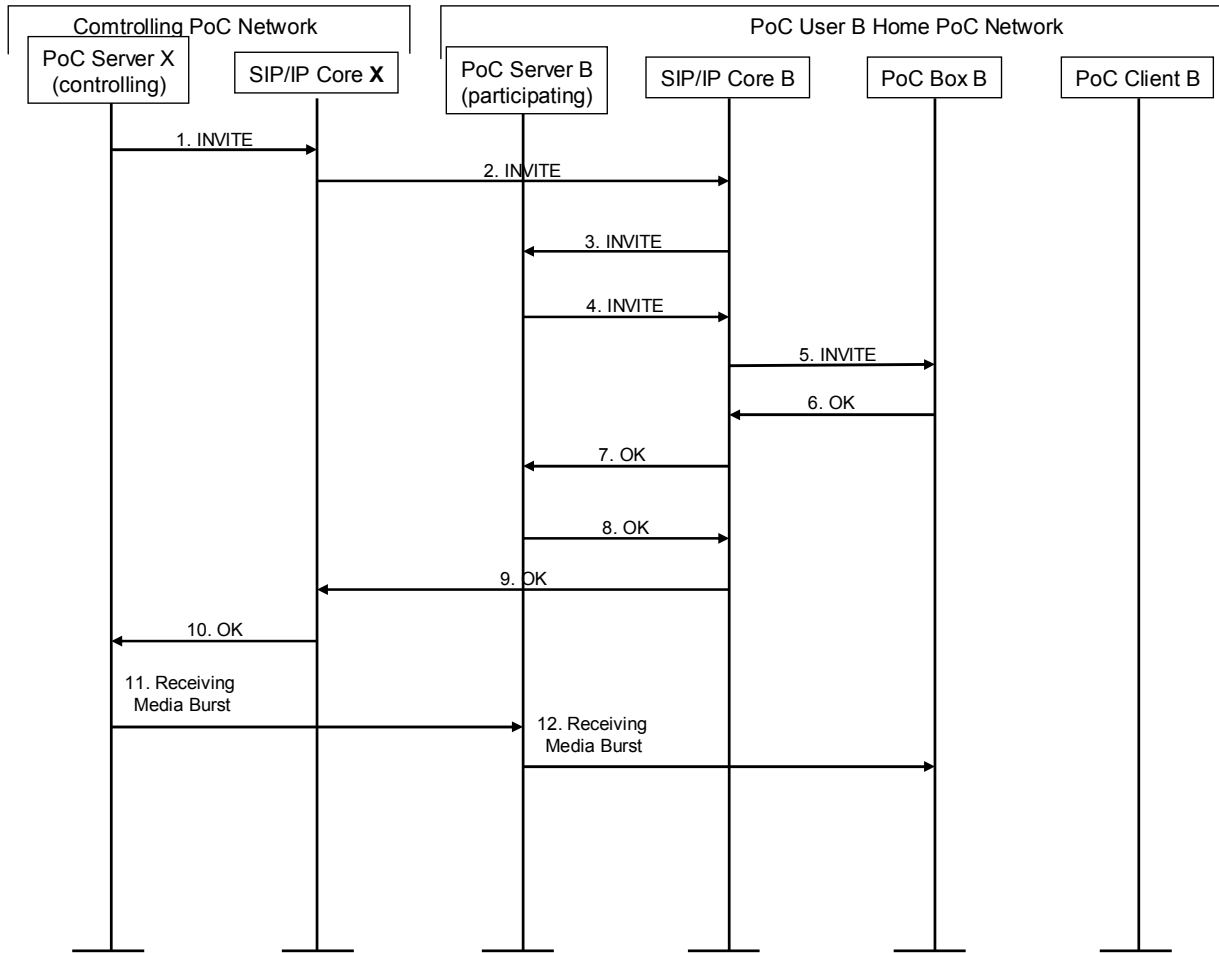 Comtrolling PoC Network
PoC User B Home PoC Network
PoC Server X
(controlling)
SIP/IP Core X
PoC Server B
(participating)
SIP/IP Core B
PoC Box B
PoC Client B
1. INVITE
2. INVITE
3. INVITE
4. INVITE
5. INVITE
6. OK
7. OK
8. OK
9. OK
10. OK
11. Receiving
Media Burst
12. Receiving
Media Burst